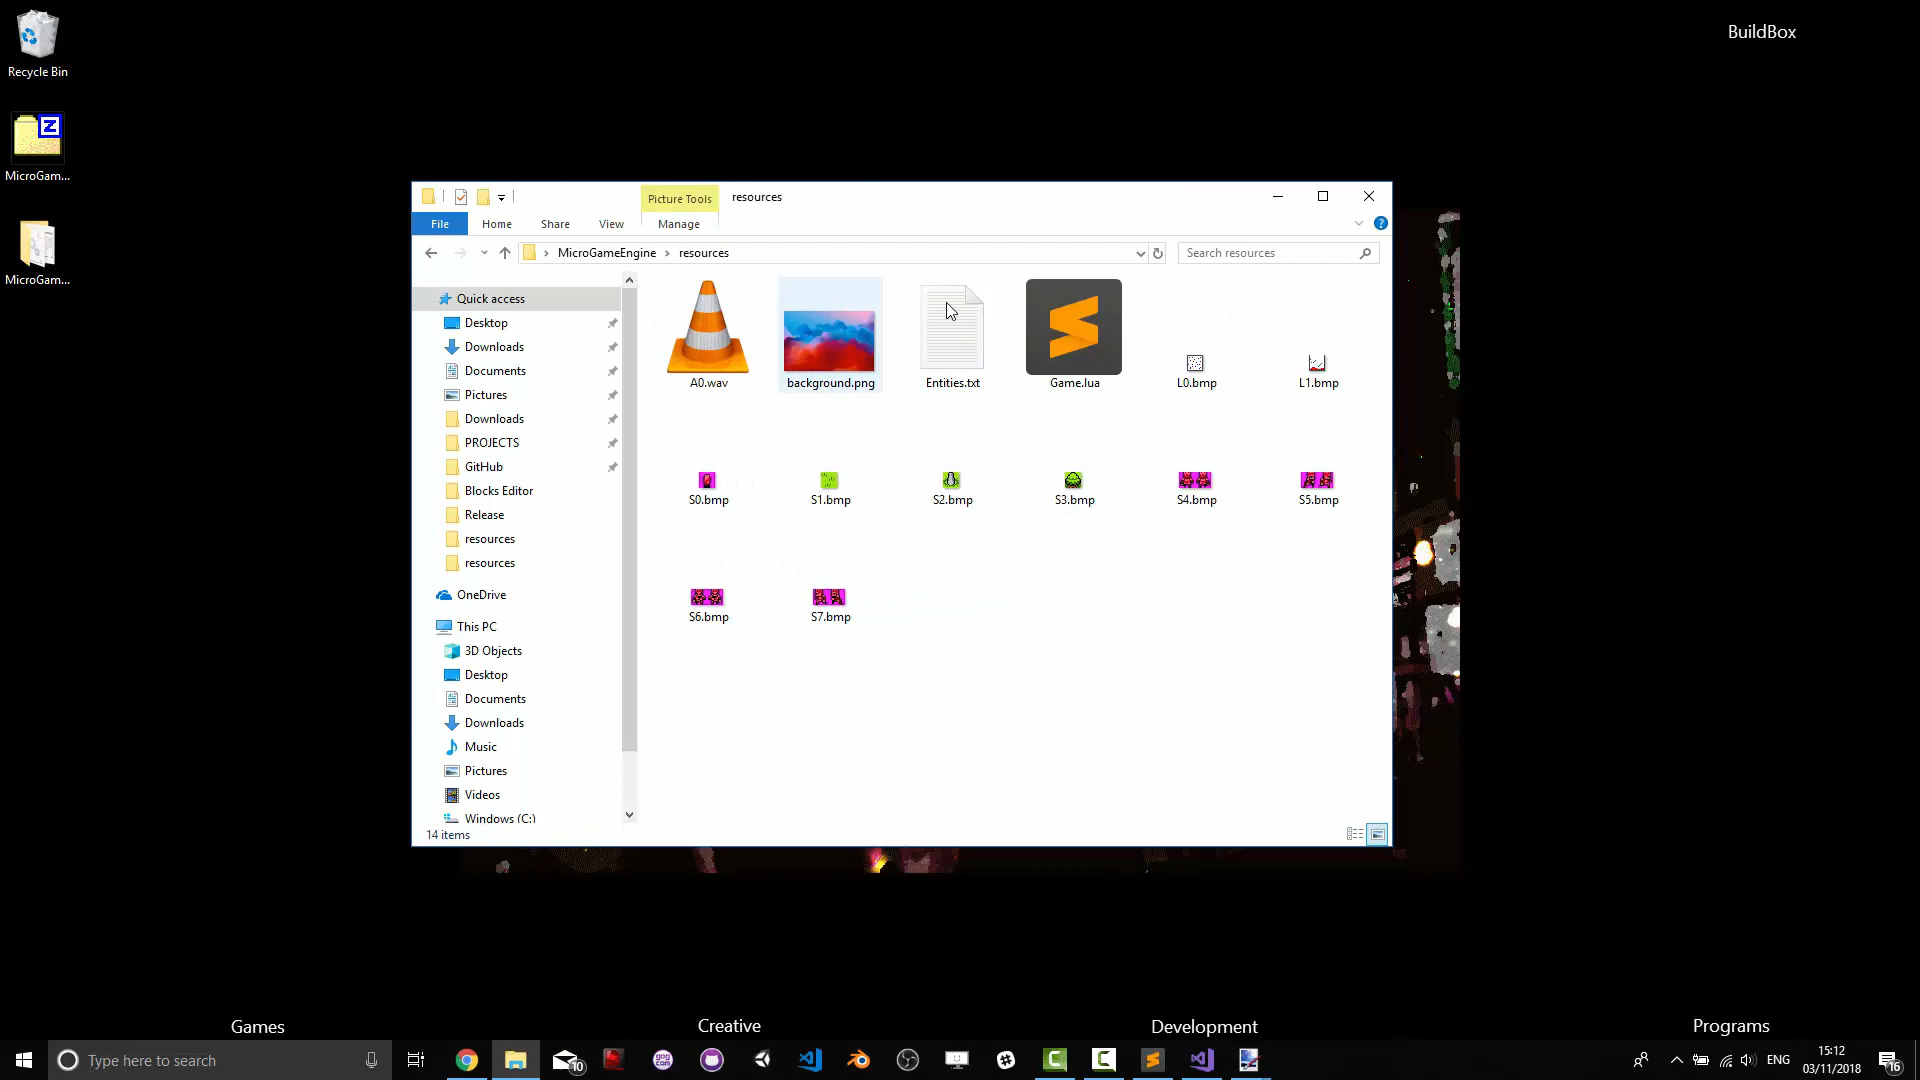 BuildBox
Recycle Bin
MicroGam...
MicroGam...
Picture Tools
resources
File
Home
Share
View
Manage
MicroGameEngine
resources
Search resources
Quick access
Desktop
Downloads
Documents
Pictures
Downloads
PROJECTS
GitHub
Blocks Editor
Release
resources
resources
OneDrive
This PC
3D Objects
Desktop
Documents
Downloads
Music
Pictures
Videos
Windows (C:)
A0.wav
background.png
Entities.txt
Game.lua
L0.bmp
L1.bmp
S0.bmp
S1.bmp
S2.bmp
S3.bmp
S4.bmp
S5.bmp
S6.bmp
S7.bmp
14 items
Games
Creative
Development
Programs
Type here to search
10
GOG
COM
ENG
15:12
03/11/2018
16